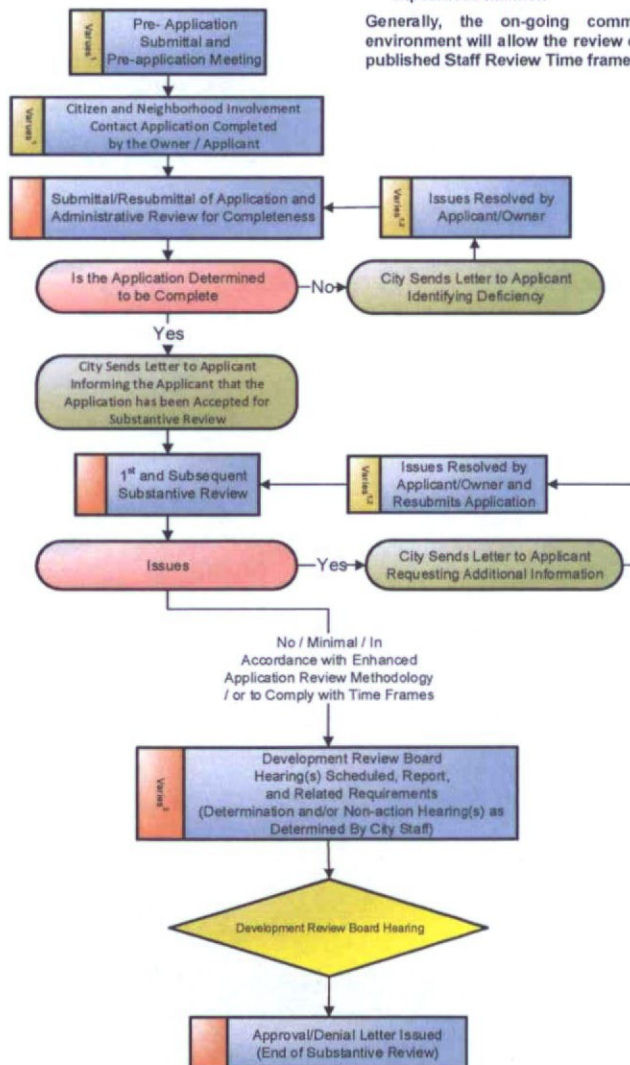 Generally, the on-going comm
environment will allow the review
published Staff Review Time frame
Pre- Application
Submittal and
Pre-application Meeting
Varues¹
Citizen and Neighborhood Involvement
Contact Application Completed
by the Owner / Applicant
Varues¹
Submittal/Resubmittal of Application and
Administrative Review for Completeness
Issues Resolved by
Applicant/Owner
Varies¹,²
Is the Application Determined
to be Complete
No
City Sends Letter to Applicant
Identifying Deficiency
Yes
City Sends Letter to Applicant
Informing the Applicant that the
Application has been Accepted for
Substantive Review
1st and Subsequent
Substantive Review
Issues Resolved by
Applicant/Owner and
Resubmits Application
Varies¹,²
Issues
Yes
City Sends Letter to Applicant
Requesting Additional Information
No / Minimal / In
Accordance with Enhanced
Application Review Methodology
/ or to Comply with Time Frames
Development Review Board
Hearing(s) Scheduled, Report,
and Related Requirements
(Determination and/or Non-action Hearing(s) as
Determined By City Staff)
Varies²
Development Review Board Hearing
Approval/Denial Letter Issued
(End of Substantive Review)